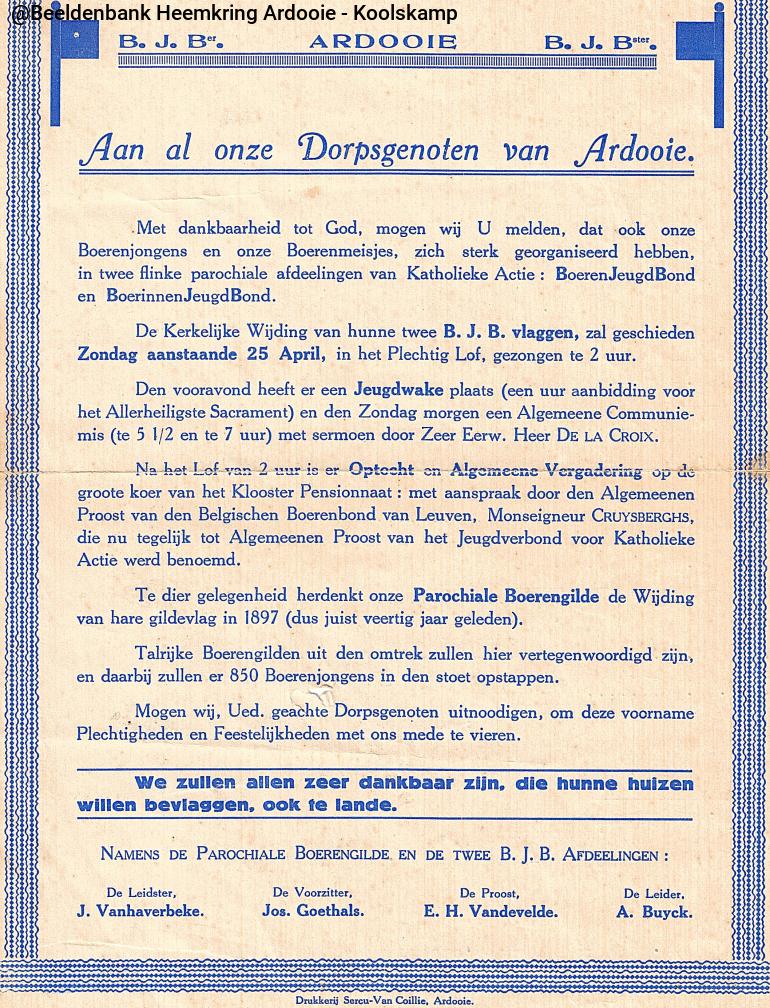 @Beeldenbank Heemkring Ardooie - Koolskamp
B. J. Ber. ARDOOIE B. J. Bster.
Aan al onze Dorpsgenoten van Ardooie.
Met dankbaarheid tot God, mogen wij U melden, dat ook onze
Boerenjongens en onze Boerenmeisjes, zich sterk georganiseerd hebben,
in twee flinke parochiale afdeelingen van Katholieke Actie : BoerenJeugdBond
en BoerinnenJeugdBond.
De Kerkelijke Wijding van hunne twee B. J. B. vlaggen, zal geschieden
Zondag aanstaande 25 April, in het Plechtig Lof, gezongen te 2 uur.
Den vooravond heeft er een Jeugdwake plaats (een uur aanbidding voor
het Allerheiligste Sacrament) en den Zondag morgen een Algemeene Communie-
mis (te 5 1/2 en te 7 uur) met sermoen door Zeer Eerw. Heer DE LA CROIX.
Na het Lof van 2 uur is er Optocht en Algemeene Vergadering op de
groote koer van het Klooster Pensionnaat : met aanspraak door den Algemeenen
Proost van den Belgischen Boerenbond van Leuven, Monseigneur CRUYSBERGHS,
die nu tegelijk tot Algemeenen Proost van het Jeugdverbond voor Katholieke
Actie werd benoemd.
Te dier gelegenheid herdenkt onze Parochiale Boerengilde de Wijding
van hare gildevlag in 1897 (dus juist veertig jaar geleden).
Talrijke Boerengilden uit den omtrek zullen hier vertegenwoordigd zijn,
en daarbij zullen er 850 Boerenjongens in den stoet opstappen.
Mogen wij, Ued. geachte Dorpsgenoten uitnoodigen, om deze voorname
Plechtigheden en Feestelijkheden met ons mede te vieren.
We zullen allen zeer dankbaar zijn, die hunne huizen
willen bevlaggen, ook te lande.
NAMENS DE PAROCHIALE BOERENGILDE EN DE TWEE B. J. B. AFDEELINGEN :
De Leidster, De Voorzitter, De Proost, De Leider,
J. Vanhaverbeke. Jos. Goethals. E. H. Vandevelde. A. Buyck.
Drukkerij Sercu-Van Coillie, Ardooie.